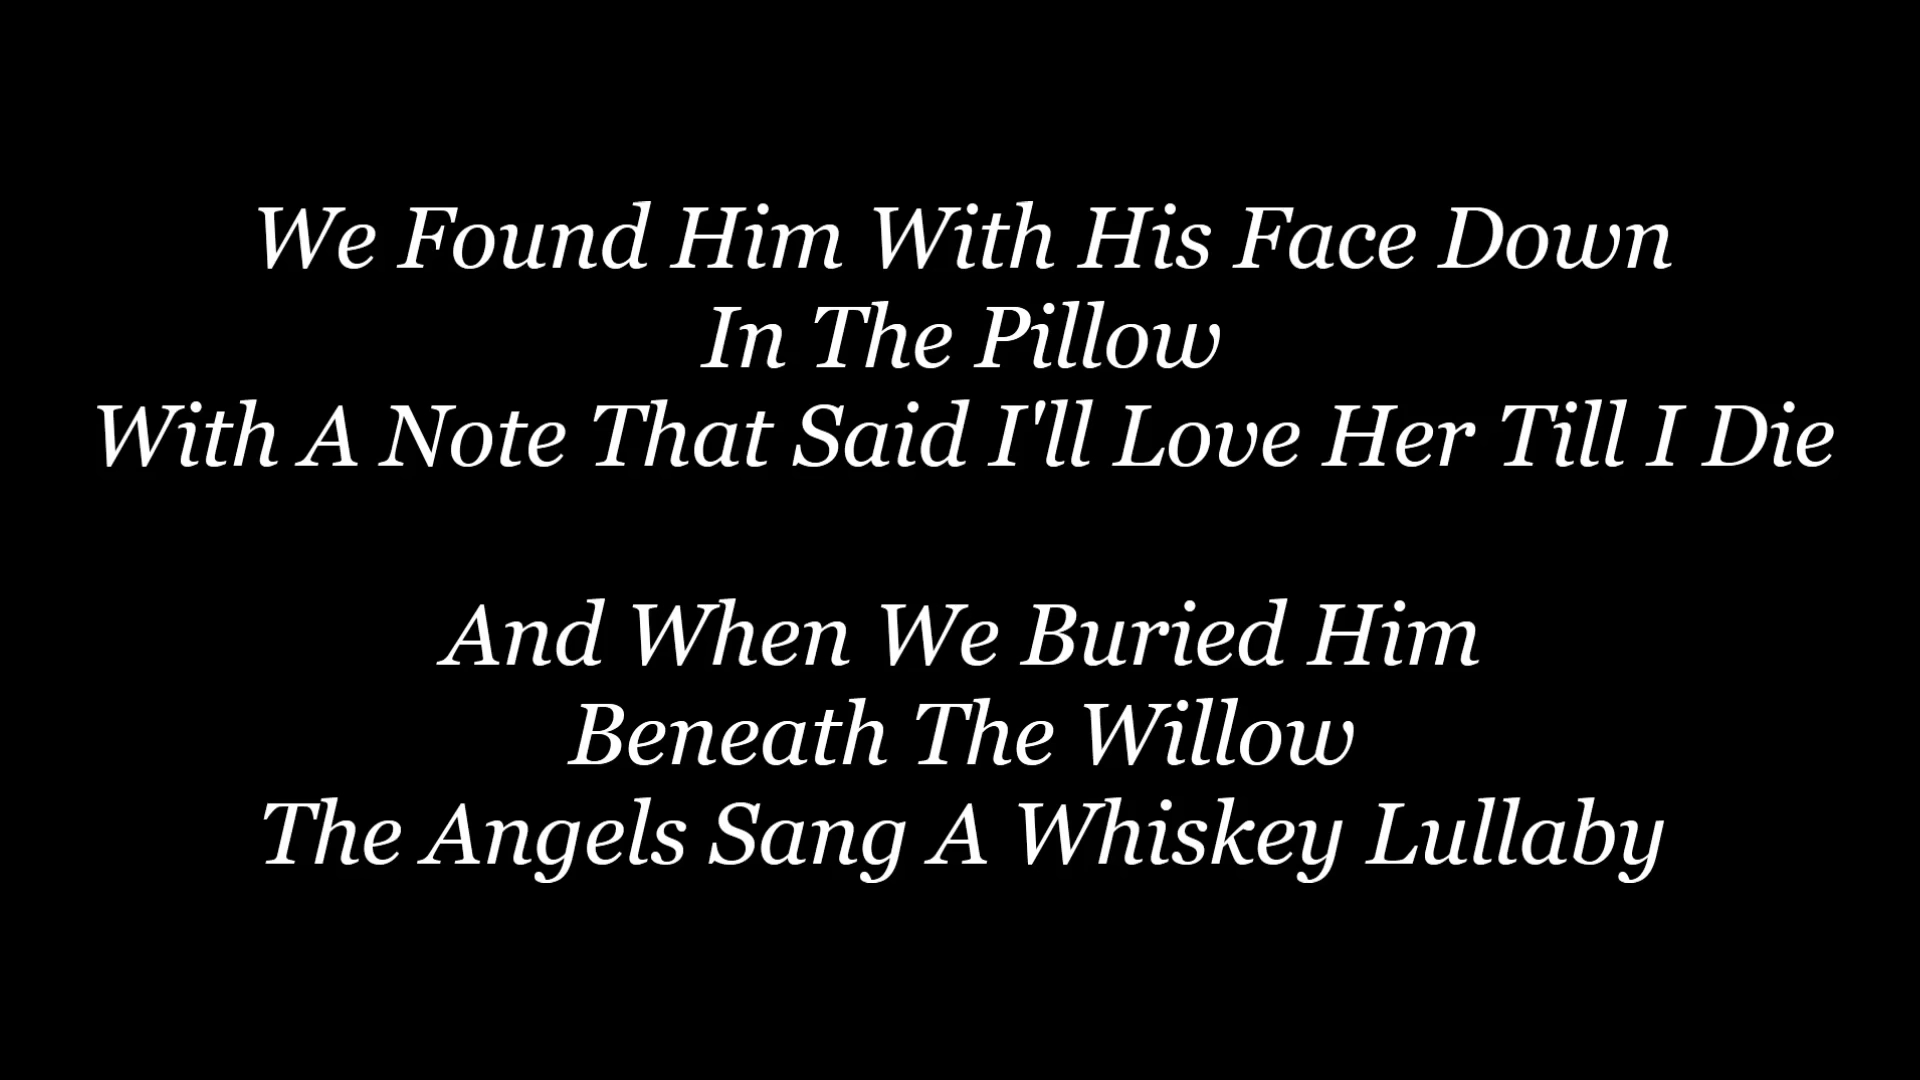 We Found Him With His Face Down
In The Pillow
With A Note That Said I'll Love Her Till I Die
And When We Buried Him
Beneath The Willow
The Angels Sang A Whiskey Lullaby